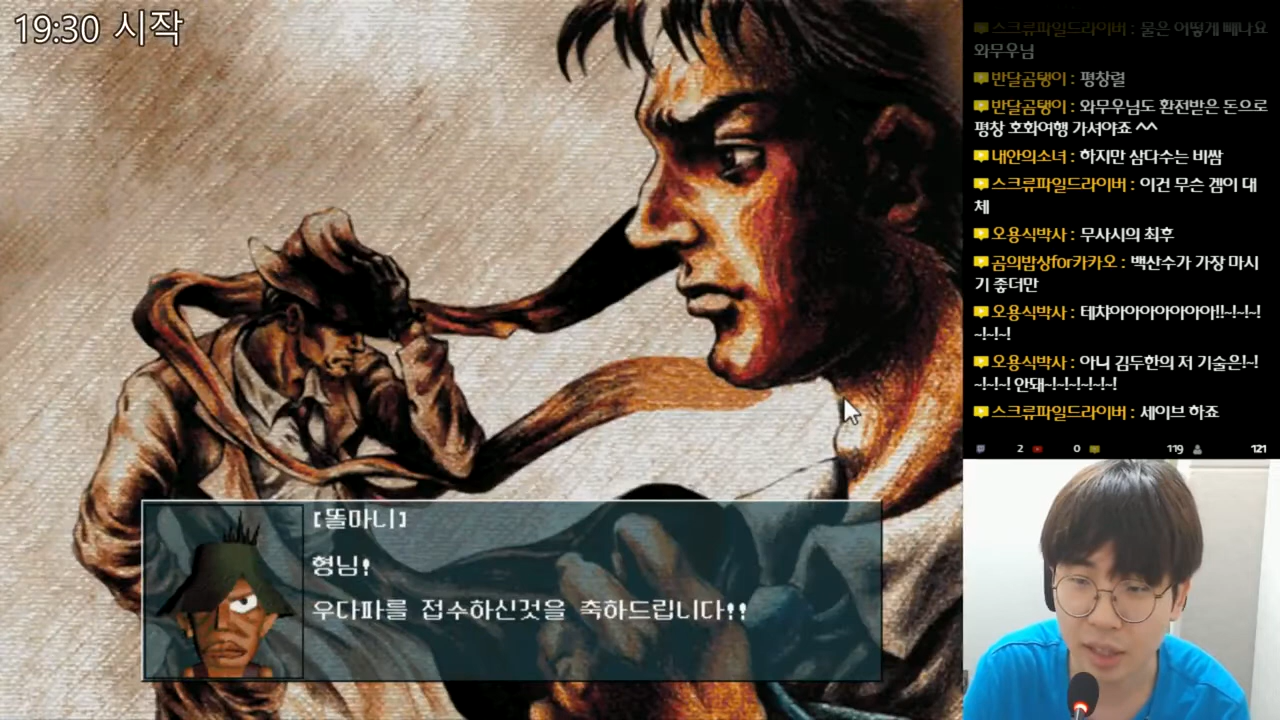 19:30 시작
[똘마니]
형님!
우다파를 접수하신것을 축하드립니다!!
스크류파일드라이버 : 물은 어떻게 빼나요
와무우님
반달곰탱이 : 평창렬
반달곰탱이 : 와무우님도 환전받은 돈으로
평창 호화여행 가셔야죠 ^^
내안의소녀 : 하지만 삼다수는 비쌈
스크류파일드라이버 : 이건 무슨 겜이 대
체
오용식박사 : 무사시의 최후
곰의밥상for카카오 : 백산수가 가장 마시
기 좋더만
오용식박사 : 테챠아아아아아아아!!~!~!~!
~!~!~!
오용식박사 : 아니 김두한의 저 기술은!~!
~!~!~! 안돼~!~!~!~!~!~!
스크류파일드라이버 : 세이브 하죠
2 0 119 121